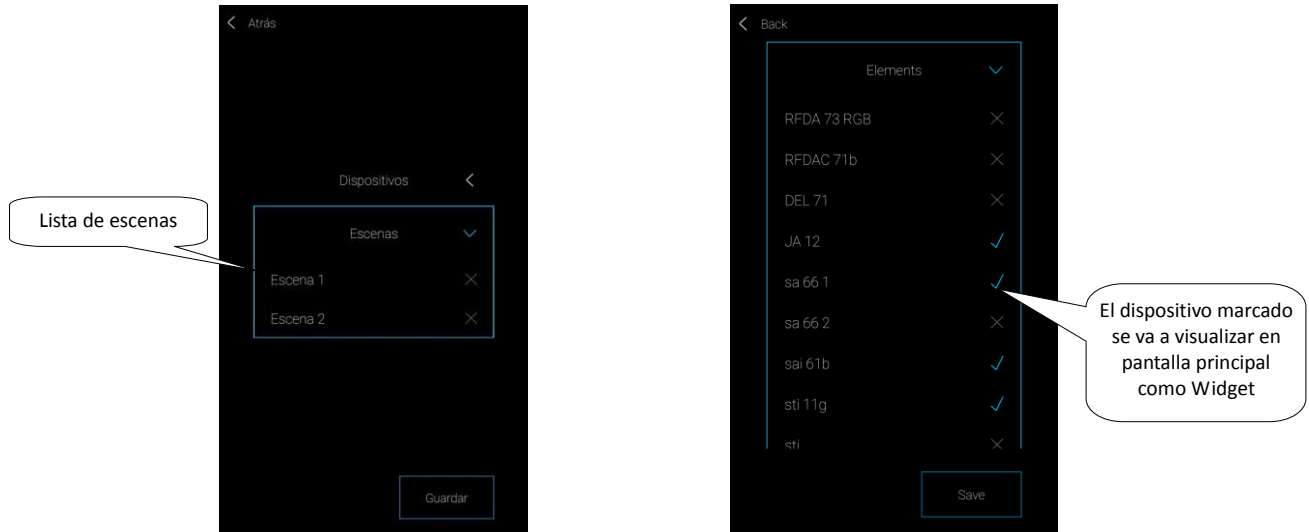 Atrás
Dispositivos
Escenas
Escena 1
Escena 2
Guardar
Lista de escenas
Back
Elements
RFDA 73 RGB
RFDAC 71b
DEL 71
JA 12
sa 66 1
sa 66 2
sai 61b
sti 11g
sti
Save
El dispositivo marcado
se va a visualizar en
pantalla principal
como Widget